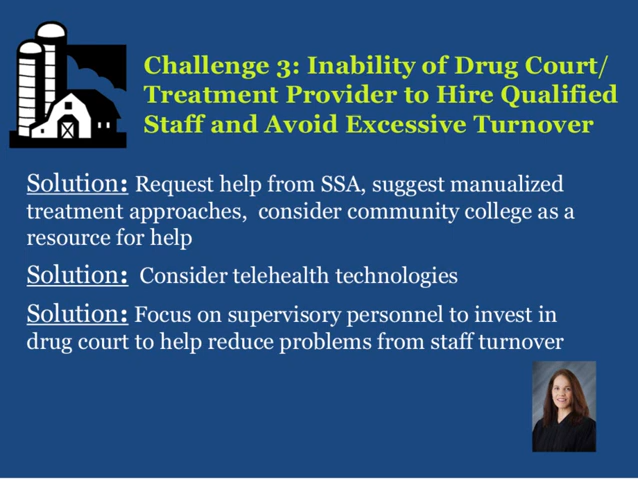 Challenge 3: Inability of Drug Court/
Treatment Provider to Hire Qualified
Staff and Avoid Excessive Turnover
Solution: Request help from SSA, suggest manualized
treatment approaches, consider community college as a
resource for help
Solution: Consider telehealth technologies
Solution: Focus on supervisory personnel to invest in
drug court to help reduce problems from staff turnover